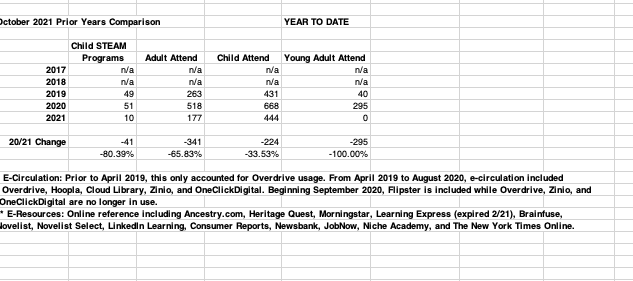 October 2021 Prior Years Comparison YEAR TO DATE
Child STEAM
Programs Adult Attend Child Attend Young Adult Attend
2017 n/a n/a n/a n/a
2018 n/a n/a n/a n/a
2019 49 263 431 40
2020 51 518 668 295
2021 10 177 444 0
20/21 Change -41 -341 -224 -295
-80.39% -65.83% -33.53% -100.00%
E-Circulation: Prior to April 2019, this only accounted for Overdrive usage. From April 2019 to August 2020, e-circulation included
Overdrive, Hoopla, Cloud Library, Zinio, and OneClickDigital. Beginning September 2020, Flipster is included while Overdrive, Zinio, and
OneClickDigital are no longer in use.
* E-Resources: Online reference including Ancestry.com, Heritage Quest, Morningstar, Learning Express (expired 2/21), Brainfuse,
Novelist, Novelist Select, LinkedIn Learning, Consumer Reports, Newsbank, JobNow, Niche Academy, and The New York Times Online.